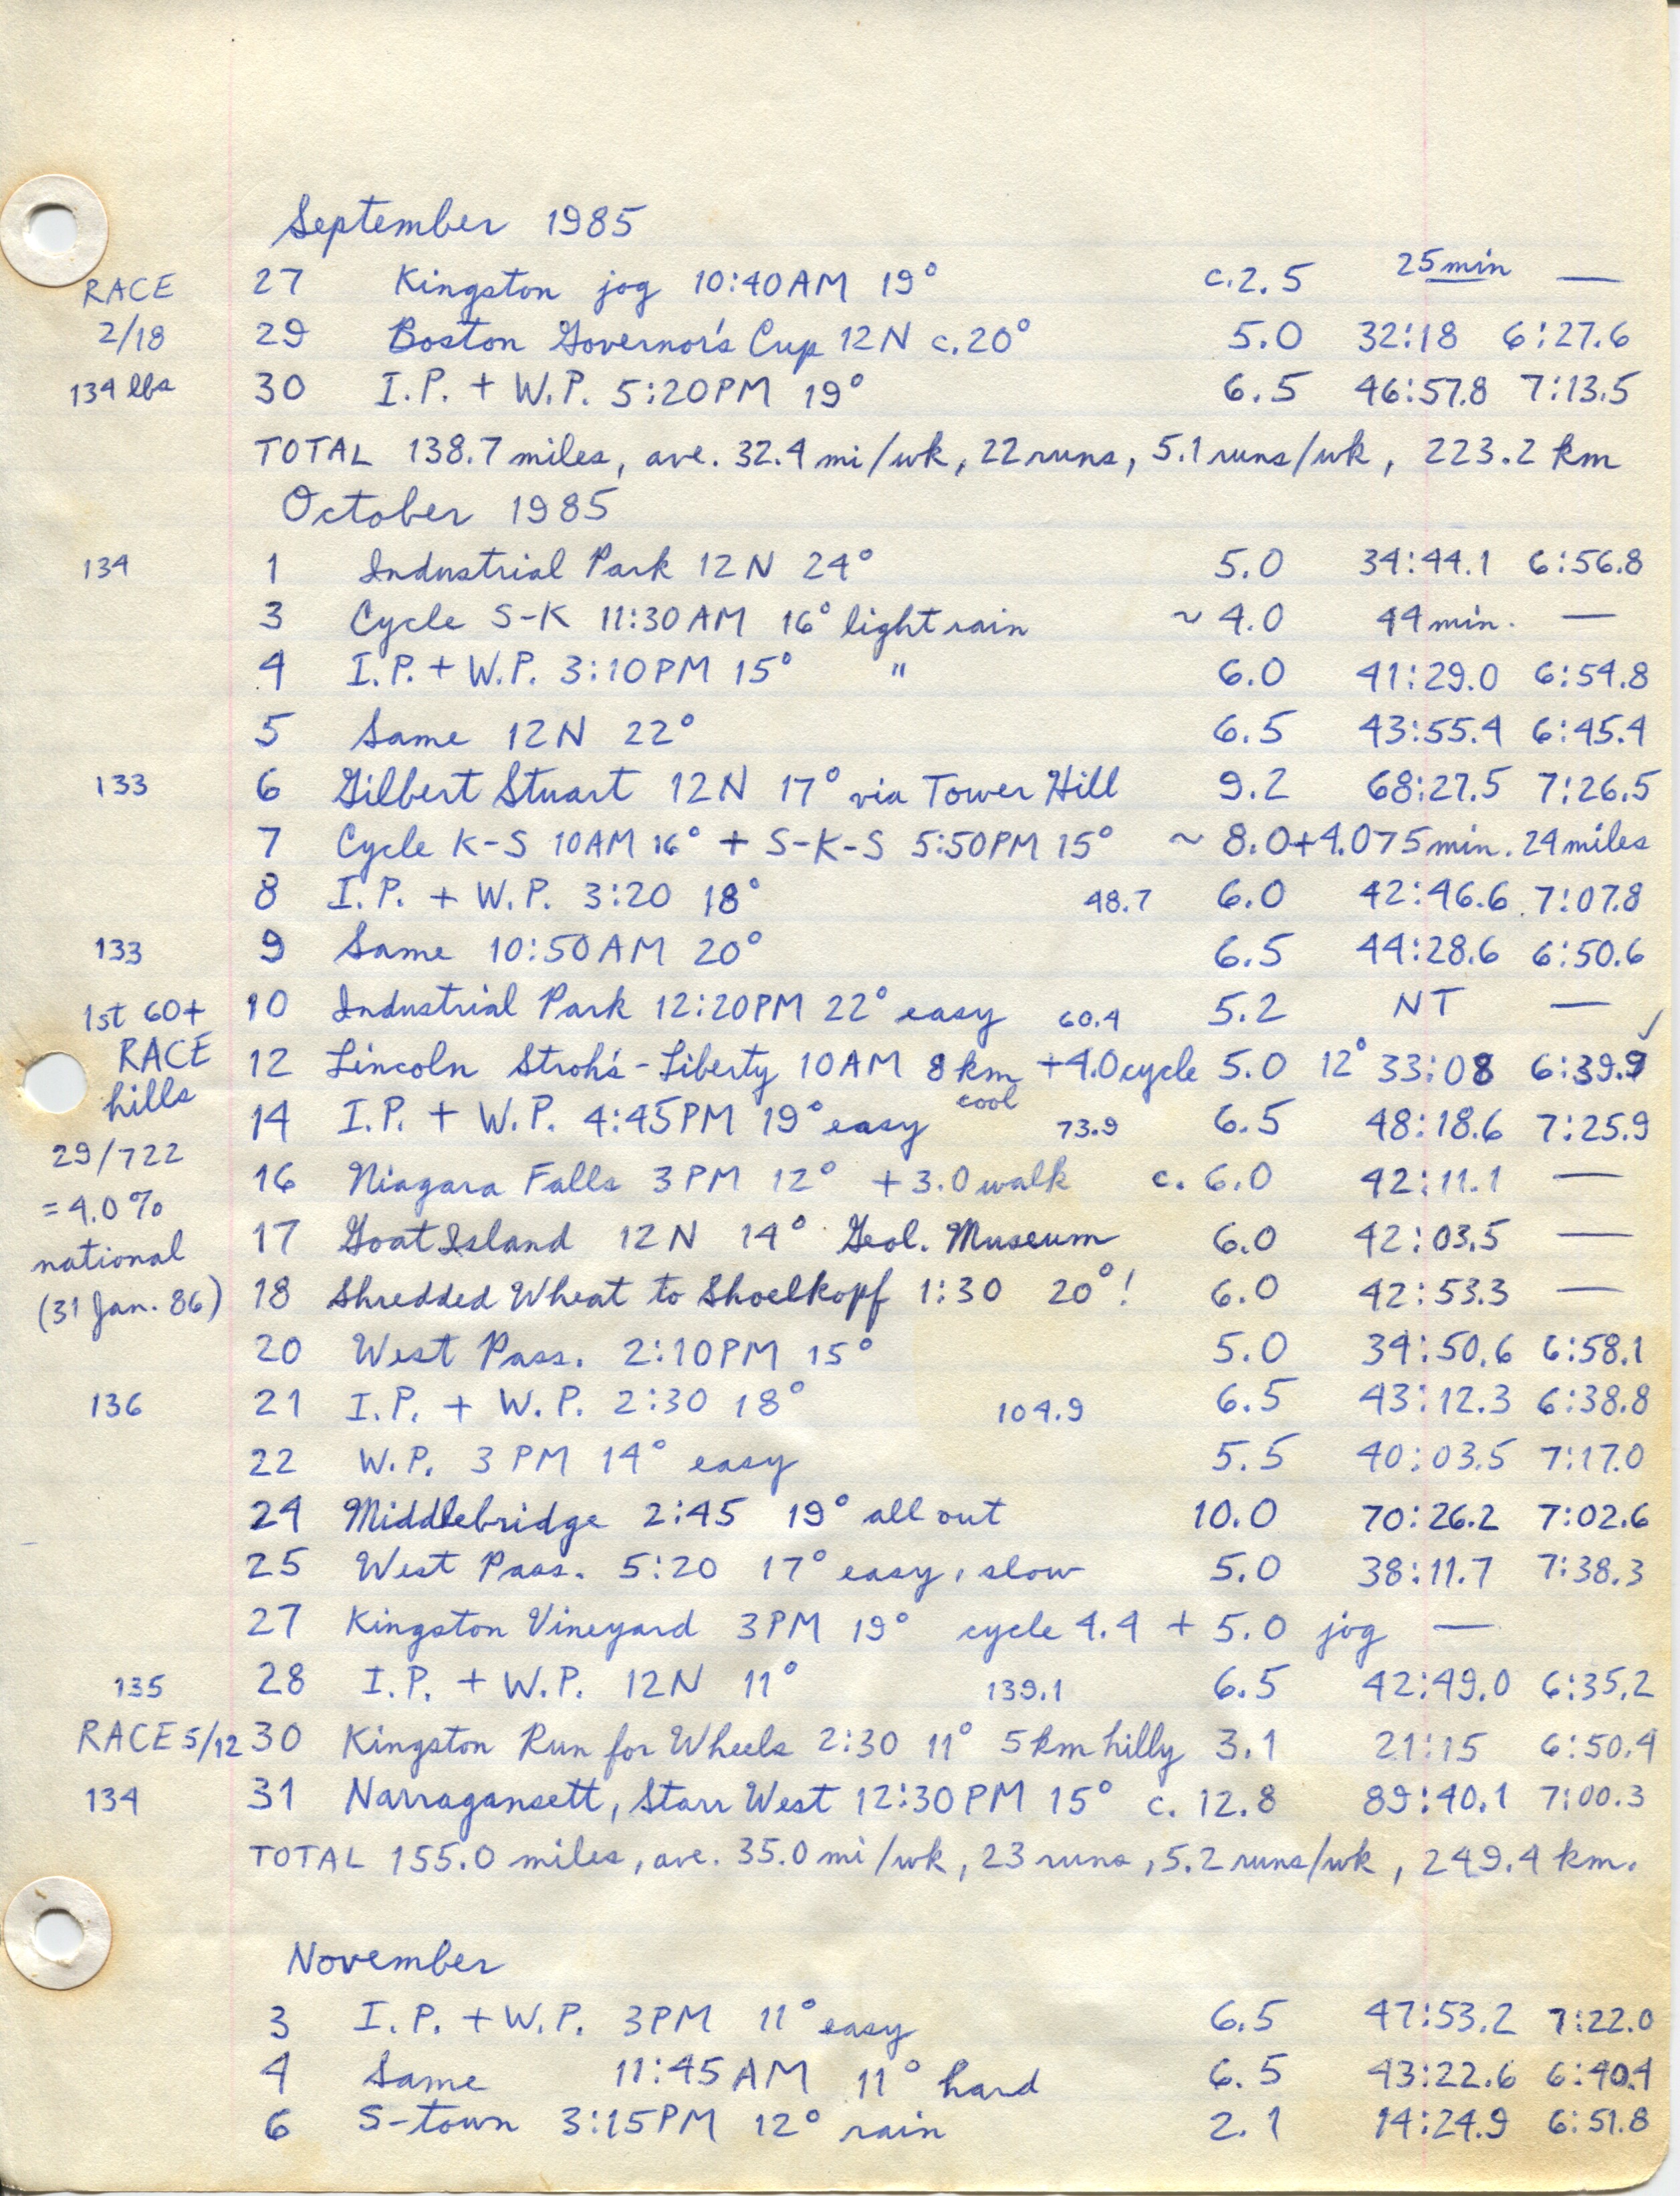 September 1985
RACE 27 Kingston jog 10:40AM 19° c.2.5 25min —
2/18 29 Boston Governor's Cup 12N c.20° 5.0 32:18 6:27.6
134 lbs 30 I.P. + W.P. 5:20PM 19° 6.5 46:57.8 7:13.5
TOTAL 138.7 miles, ave. 32.4 mi/wk, 22 runs, 5.1 runs/wk, 223.2 km
October 1985
134 1 Industrial Park 12N 24° 5.0 34:44.1 6:56.8
3 Cycle S-K 11:30AM 16° light rain ~ 4.0 44min. —
4 I.P. + W.P. 3:10PM 15° " 6.0 41:29.0 6:54.8
5 Same 12N 22° 6.5 43:55.4 6:45.4
133 6 Gilbert Stuart 12N 17° via Tower Hill 9.2 68:27.5 7:26.5
7 Cycle K-S 10AM 16° + S-K-S 5:50PM 15° ~ 8.0+4.0 75min. 24miles
8 I.P. + W.P. 3:20 18° 48.7 6.0 42:46.6 7:07.8
133 9 Same 10:50AM 20° 6.5 44:28.6 6:50.6
1st 60+ 10 Industrial Park 12:20PM 22° easy 60.4 5.2 NT —
RACE 12 Lincoln Stroh's-Liberty 10AM 8km +4.0cycle 5.0 12° 33:08 6:39.9 ✓
hills cool
14 I.P. + W.P. 4:45PM 19° easy 73.9 6.5 48:18.6 7:25.9
29/722 16 Niagara Falls 3PM 12° +3.0walk c. 6.0 42:11.1 —
=4.0% 17 Goat Island 12N 14° Geol. Museum 6.0 42:03.5 —
national
(31 Jan. 86) 18 Shredded Wheat to Shoelkopf 1:30 20°! 6.0 42:53.3 —
20 West Pass. 2:10PM 15° 5.0 34:50.6 6:58.1
136 21 I.P. + W.P. 2:30 18° 104.9 6.5 43:12.3 6:38.8
22 W.P. 3PM 14° easy 5.5 40:03.5 7:17.0
24 Middlebridge 2:45 19° all out 10.0 70:26.2 7:02.6
25 West Pass. 5:20 17° easy, slow 5.0 38:11.7 7:38.3
27 Kingston Vineyard 3PM 19° cycle 4.4 + 5.0 jog —
135 28 I.P. + W.P. 12N 11° 139.1 6.5 42:49.0 6:35.2
RACE 5/12 30 Kingston Run for Wheels 2:30 11° 5km hilly 3.1 21:15 6:50.4
134 31 Narragansett, Starr West 12:30PM 15° c. 12.8 89:40.1 7:00.3
TOTAL 155.0 miles, ave. 35.0 mi/wk, 23 runs, 5.2 runs/wk, 249.4 km.
November
3 I.P. + W.P. 3PM 11° easy 6.5 47:53.2 7:22.0
4 Same 11:45AM 11° hard 6.5 43:22.6 6:40.4
6 S-town 3:15PM 12° rain 2.1 14:24.9 6:51.8